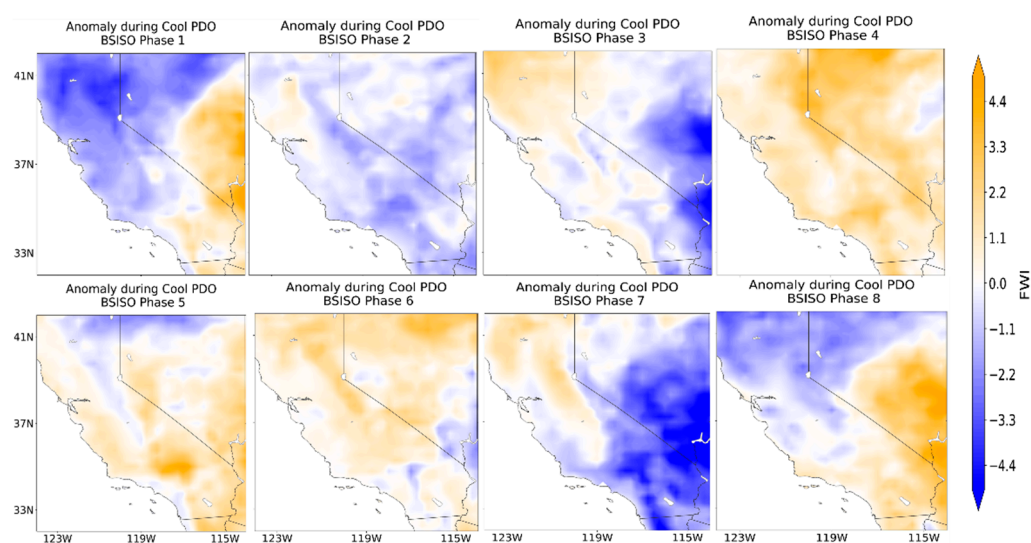 Anomaly during Cool PDO
BSISO Phase 1
Anomaly during Cool PDO
BSISO Phase 2
Anomaly during Cool PDO
BSISO Phase 3
Anomaly during Cool PDO
BSISO Phase 4
41N
37N
33N
Anomaly during Cool PDO
BSISO Phase 5
Anomaly during Cool PDO
BSISO Phase 6
Anomaly during Cool PDO
BSISO Phase 7
Anomaly during Cool PDO
BSISO Phase 8
41N
37N
33N
123W 119W 115W
123W 119W 115W
123W 119W 115W
123W 119W 115W
4.4
3.3
2.2
1.1
0.0
−1.1
−2.2
−3.3
−4.4
FWI